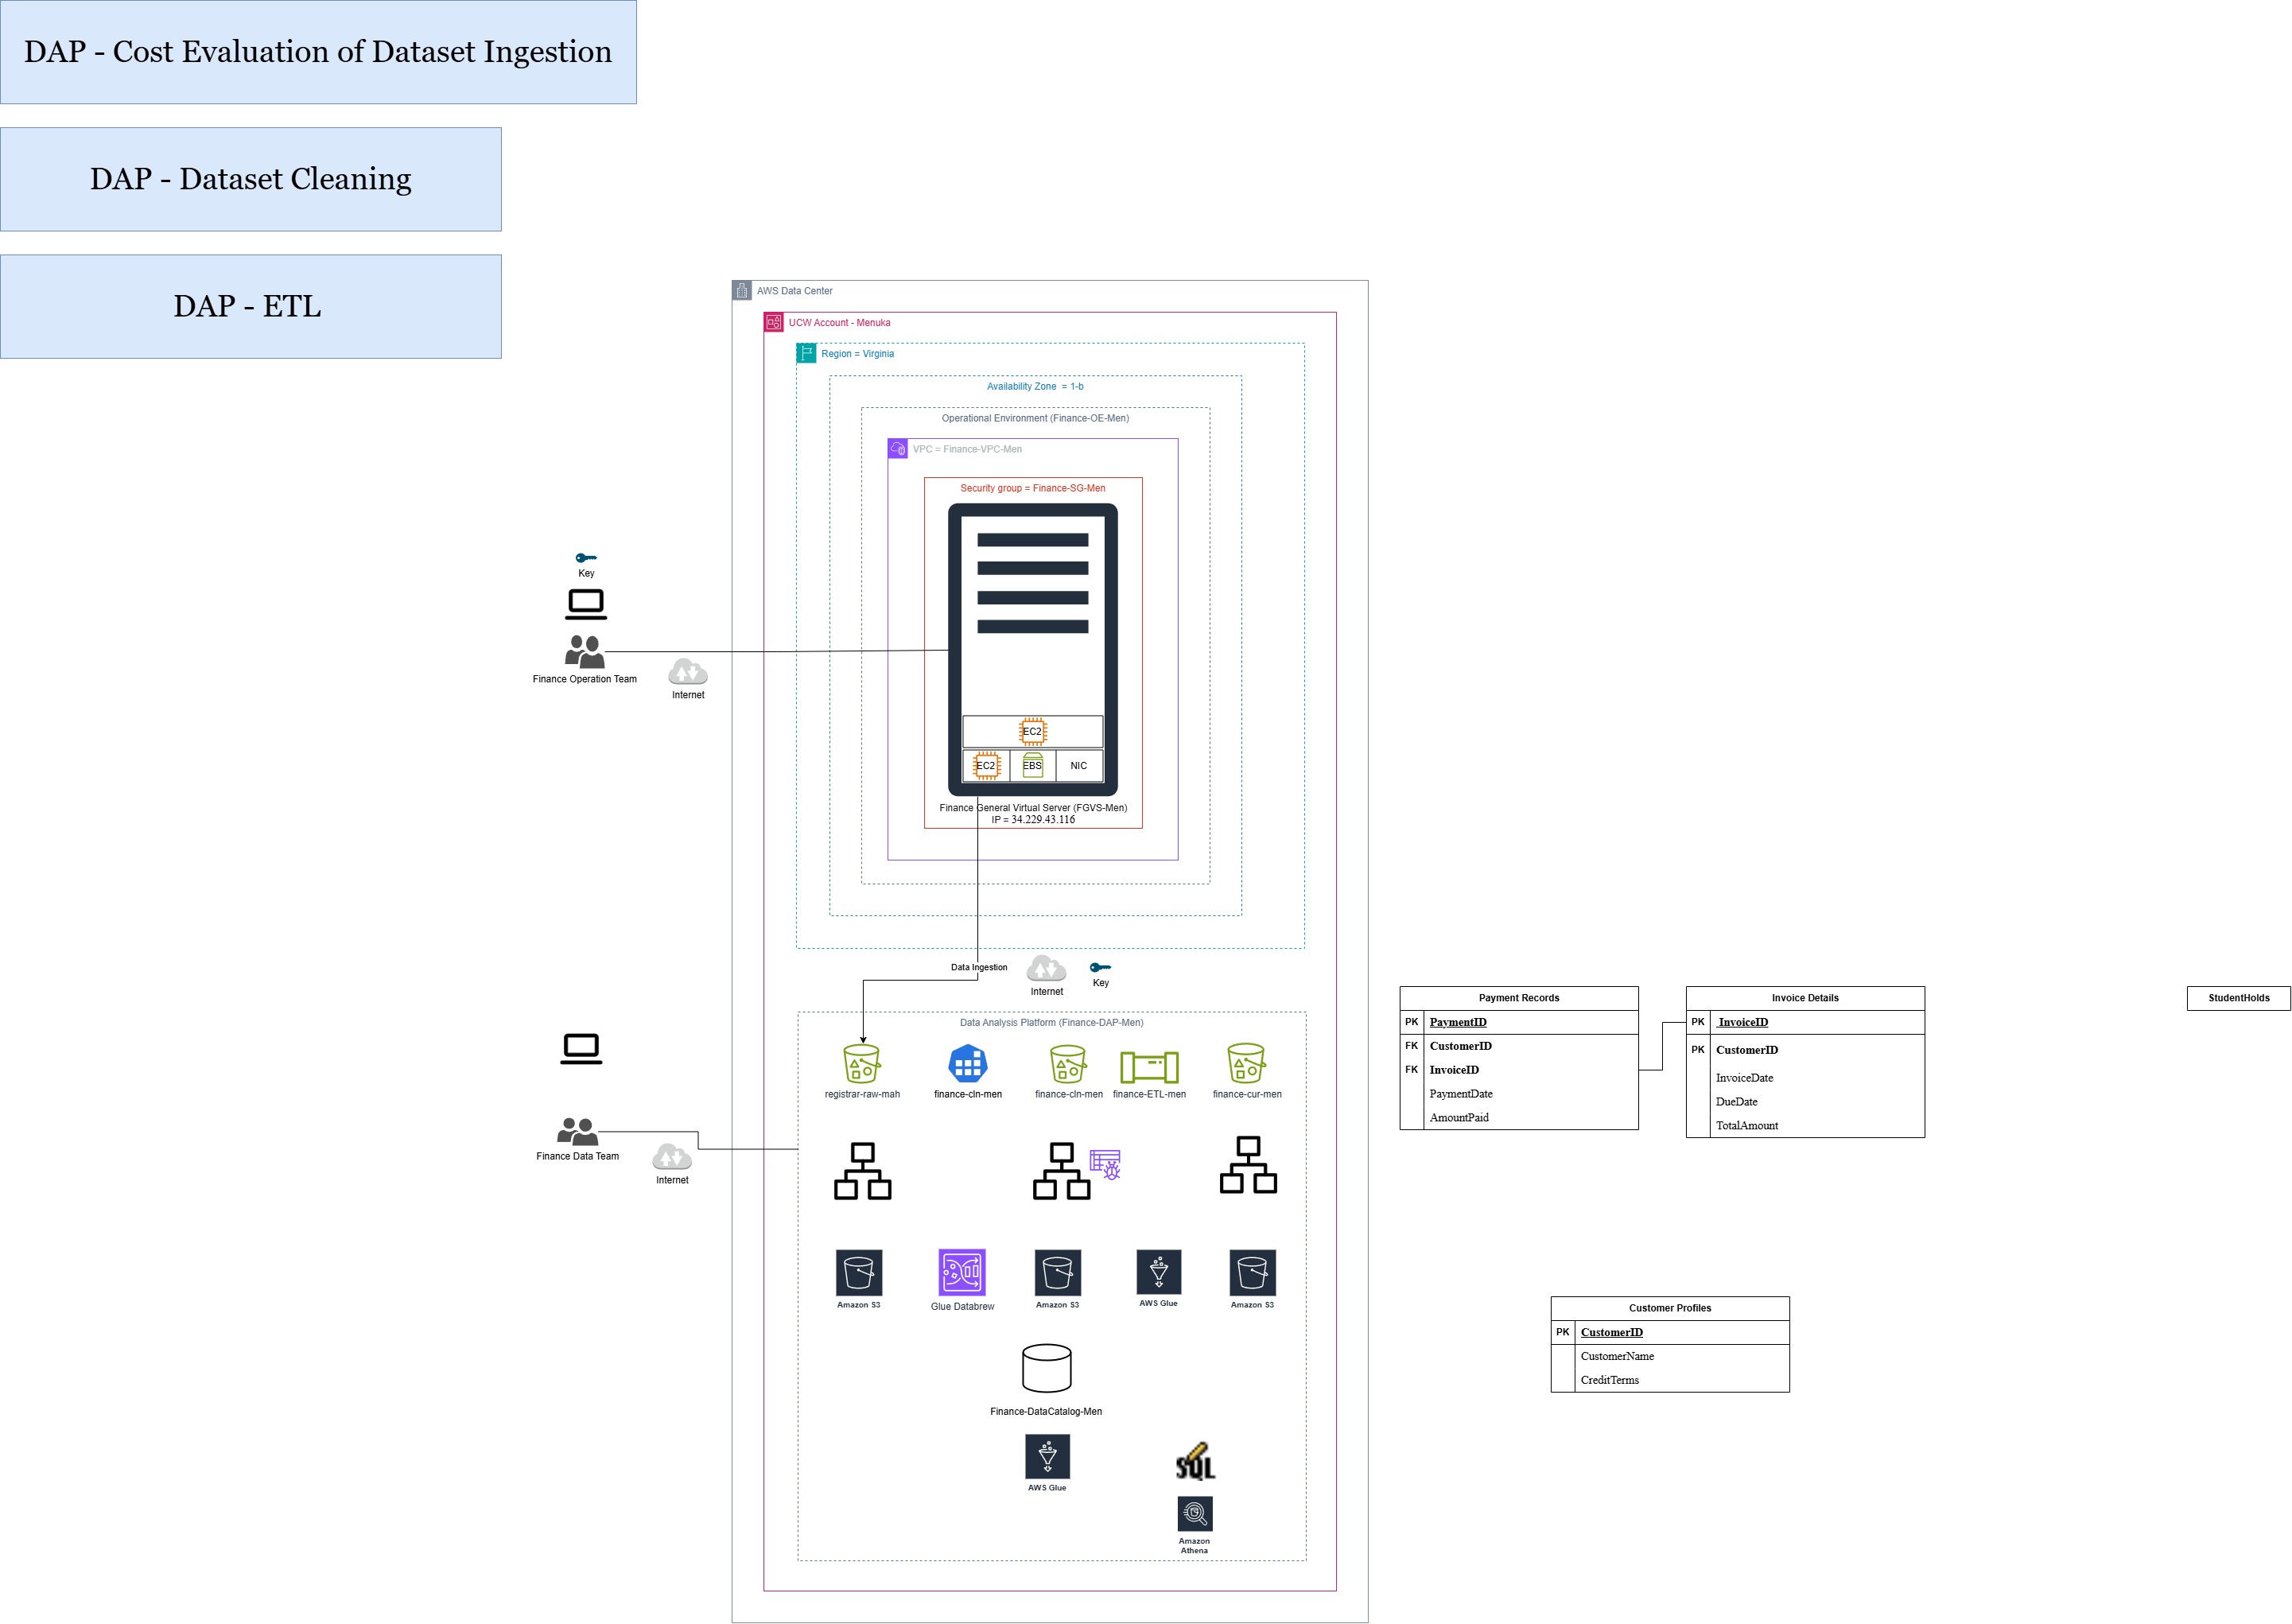 DAP - Cost Evaluation of Dataset Ingestion
DAP - Dataset Cleaning
DAP - ETL
AWS Data Center
UCW Account - Menuka
Region = Virginia
Availability Zone = 1-b
Operational Environment (Finance-OE-Men)
VPC = Finance-VPC-Men
Security group = Finance-SG-Men
Key
Finance Operation Team
Internet
EC2
EC2
EBS
NIC
Finance General Virtual Server (FGVS-Men)
IP = 34.229.43.116
Data Ingestion
Internet
Key
Data Analysis Platform (Finance-DAP-Men)
registrar-raw-mah
finance-cln-men
finance-cln-men
finance-ETL-men
finance-cur-men
Finance Data Team
Internet
Amazon S3
Glue Databrew
Amazon S3
AWS Glue
Amazon S3
Finance-DataCatalog-Men
AWS Glue
SQL
Amazon
Athena
Payment Records
PK PaymentID
FK CustomerID
FK InvoiceID
PaymentDate
AmountPaid
Invoice Details
PK InvoiceID
PK CustomerID
InvoiceDate
DueDate
TotalAmount
StudentHolds
Customer Profiles
PK CustomerID
CustomerName
CreditTerms